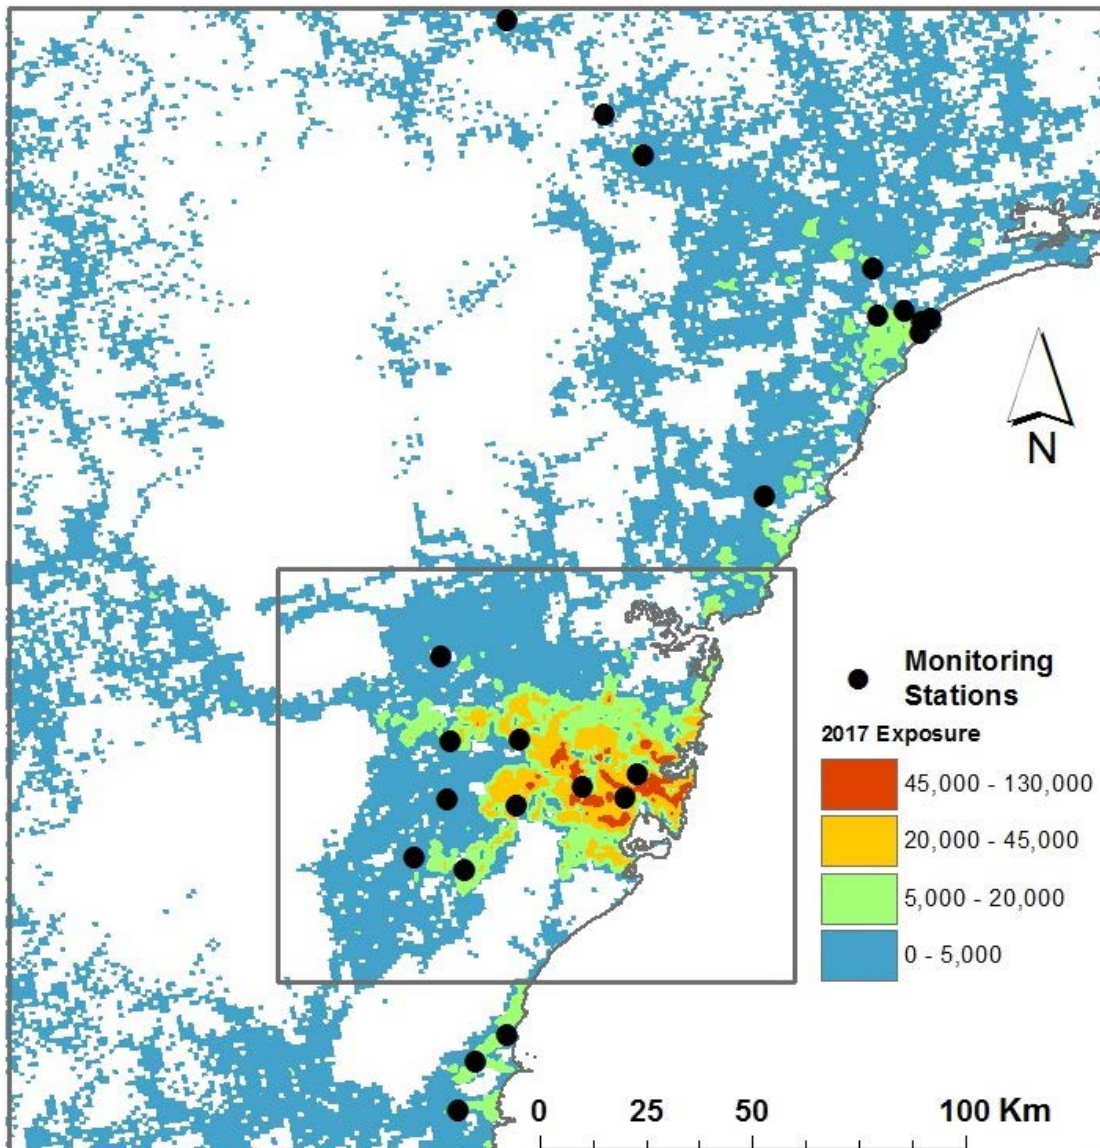 N
Monitoring
Stations
2017 Exposure
45,000 - 130,000
20,000 - 45,000
5,000 - 20,000
0 - 5,000
0 25 50 100 Km